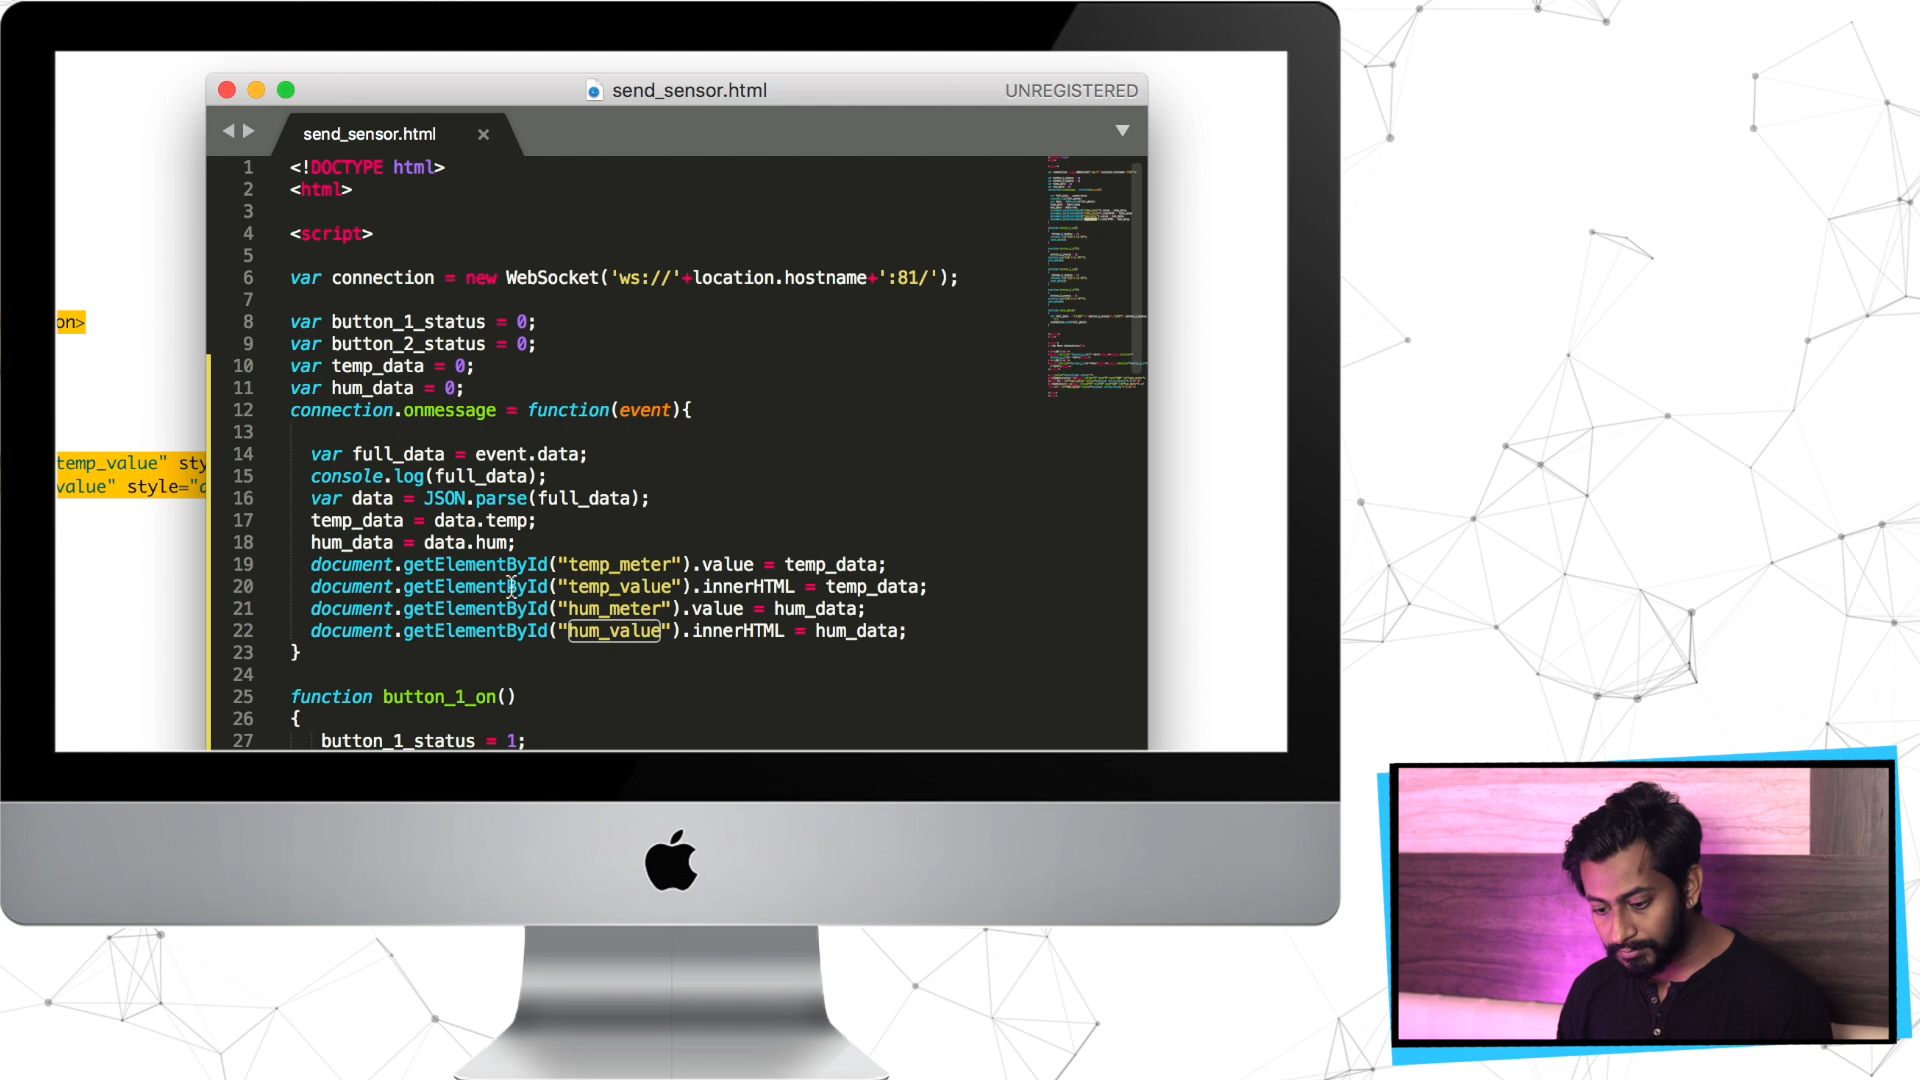 send_sensor.html
UNREGISTERED
send_sensor.html
1 <!DOCTYPE html>
2 <html>
3
4 <script>
5
6 var connection = new WebSocket('ws://'+location.hostname+':81/');
7
8 var button_1_status = 0;
9 var button_2_status = 0;
10 var temp_data = 0;
11 var hum_data = 0;
12 connection.onmessage = function(event){
13
14 var full_data = event.data;
15 console.log(full_data);
16 var data = JSON.parse(full_data);
17 temp_data = data.temp;
18 hum_data = data.hum;
19 document.getElementById("temp_meter").value = temp_data;
20 document.getElementById("temp_value").innerHTML = temp_data;
21 document.getElementById("hum_meter").value = hum_data;
22 document.getElementById("hum_value").innerHTML = hum_data;
23 }
24
25 function button_1_on()
26 {
27 button_1_status = 1;
on>
temp_value" sty
value" style="